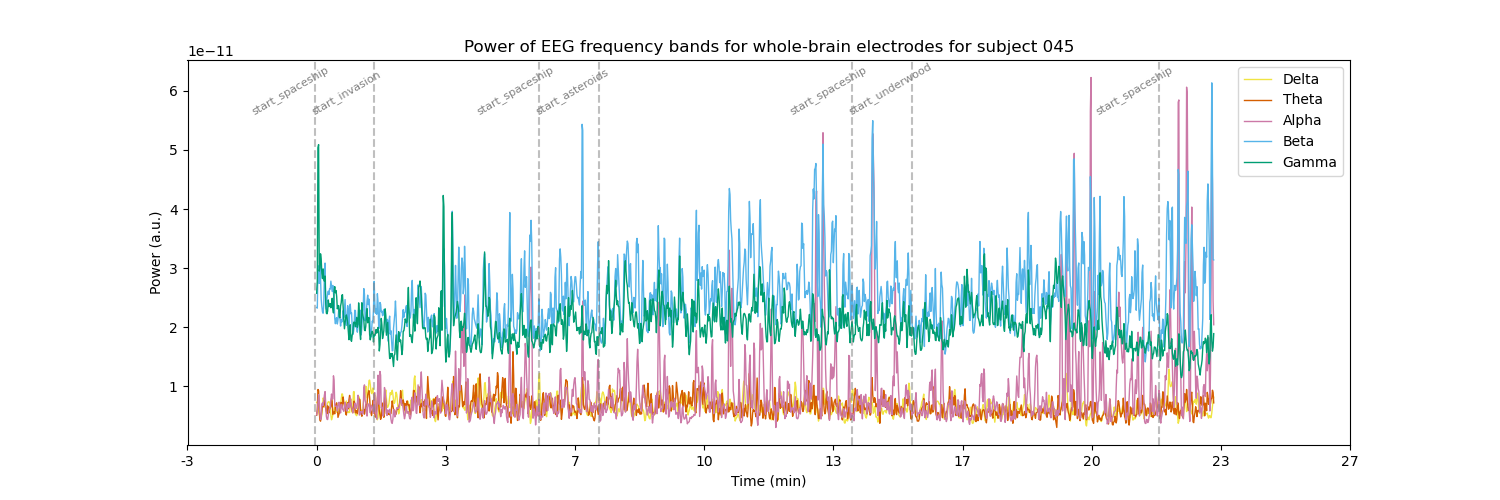 Power of EEG frequency bands for whole-brain electrodes for subject 045
1e−11
start_spaceship
start_invasion
start_spaceship
start_asteroids
start_spaceship
start_underwood
start_spaceship
Delta
Theta
Alpha
Beta
Gamma
6
5
4
3
2
1
Power (a.u.)
-3
0
3
7
10
13
17
20
23
27
Time (min)